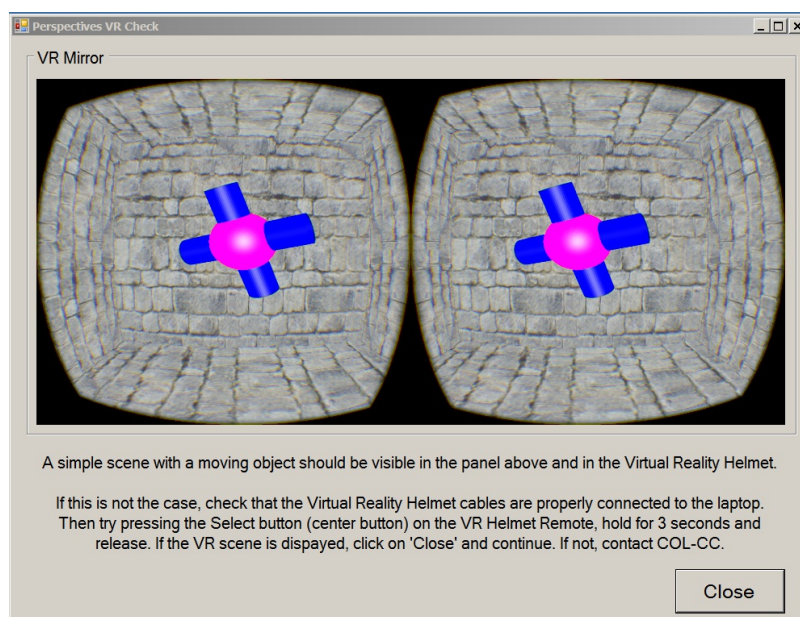 Perspectives VR Check
VR Mirror
A simple scene with a moving object should be visible in the panel above and in the Virtual Reality Helmet.
If this is not the case, check that the Virtual Reality Helmet cables are properly connected to the laptop.
Then try pressing the Select button (center button) on the VR Helmet Remote, hold for 3 seconds and
release. If the VR scene is dispayed, click on 'Close' and continue. If not, contact COL-CC.
Close